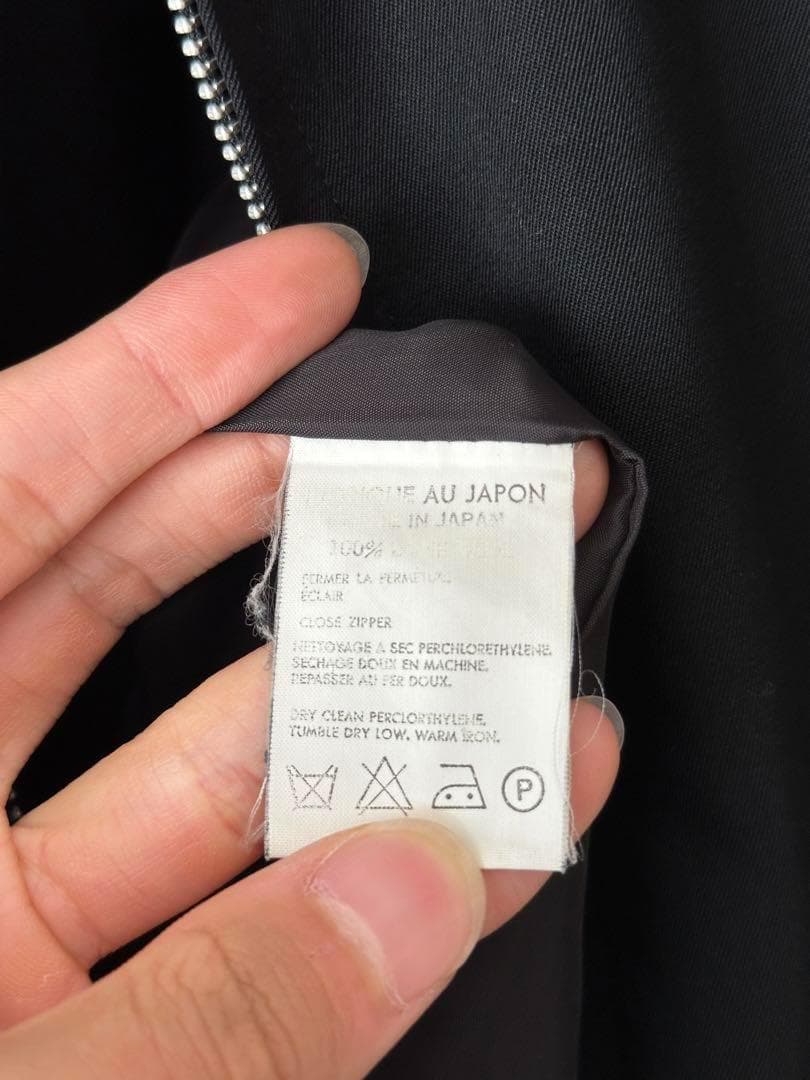 AU JAPON
IN JAPAN
100%
FERMER LA FERMETURE
ECLAIR
CLOSE ZIPPER
NETTOYAGE A SEC PERCHLORETHYLENE.
SECHAGE DOUX EN MACHINE.
REPASSER AU FER DOUX.
DRY CLEAN PERCLORTHYLENE.
TUMBLE DRY LOW. WARM IRON.
P